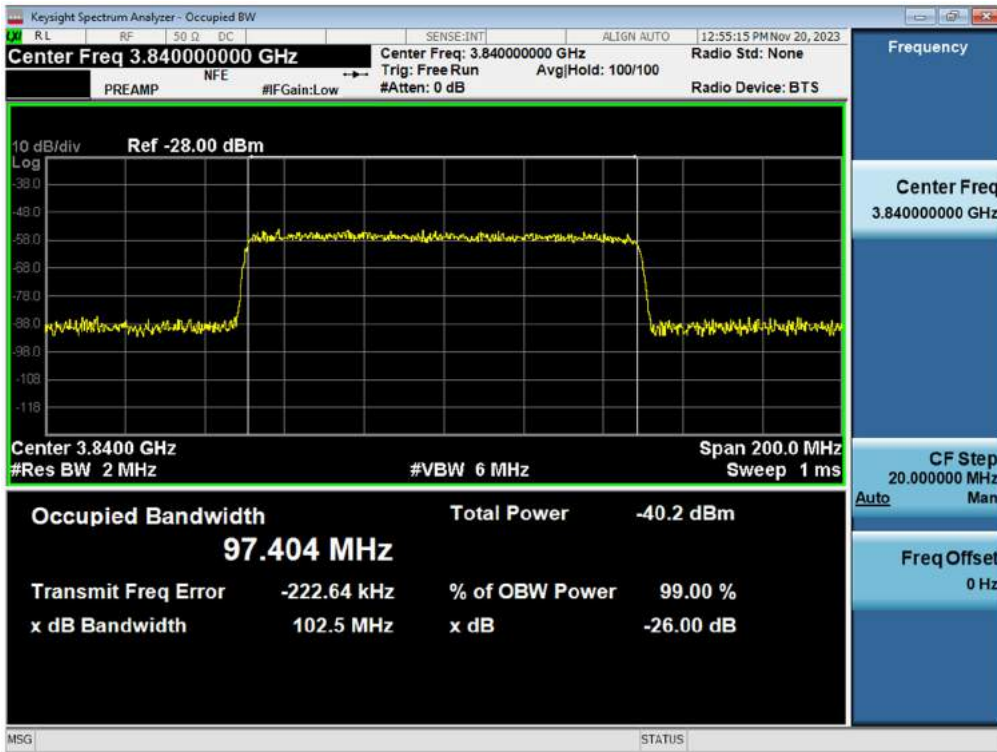 Keysight Spectrum Analyzer - Occupied BW
RL RF 50 Ω DC SENSE:INT ALIGN AUTO 12:55:15 PM Nov 20, 2023
Center Freq 3.840000000 GHz Center Freq: 3.840000000 GHz Radio Std: None
NFE Trig: Free Run Avg|Hold: 100/100
PREAMP #IFGain:Low #Atten: 0 dB Radio Device: BTS
10 dB/div Ref -28.00 dBm
Log
-38.0
-48.0
-58.0
-68.0
-78.0
-88.0
-98.0
-108
-118
Center 3.8400 GHz Span 200.0 MHz
#Res BW 2 MHz #VBW 6 MHz Sweep 1 ms
Occupied Bandwidth Total Power -40.2 dBm
97.404 MHz
Transmit Freq Error -222.64 kHz % of OBW Power 99.00 %
x dB Bandwidth 102.5 MHz x dB -26.00 dB
MSG STATUS
Frequency
Center Freq
3.840000000 GHz
CF Step
20.000000 MHz
Auto Man
Freq Offset
0 Hz